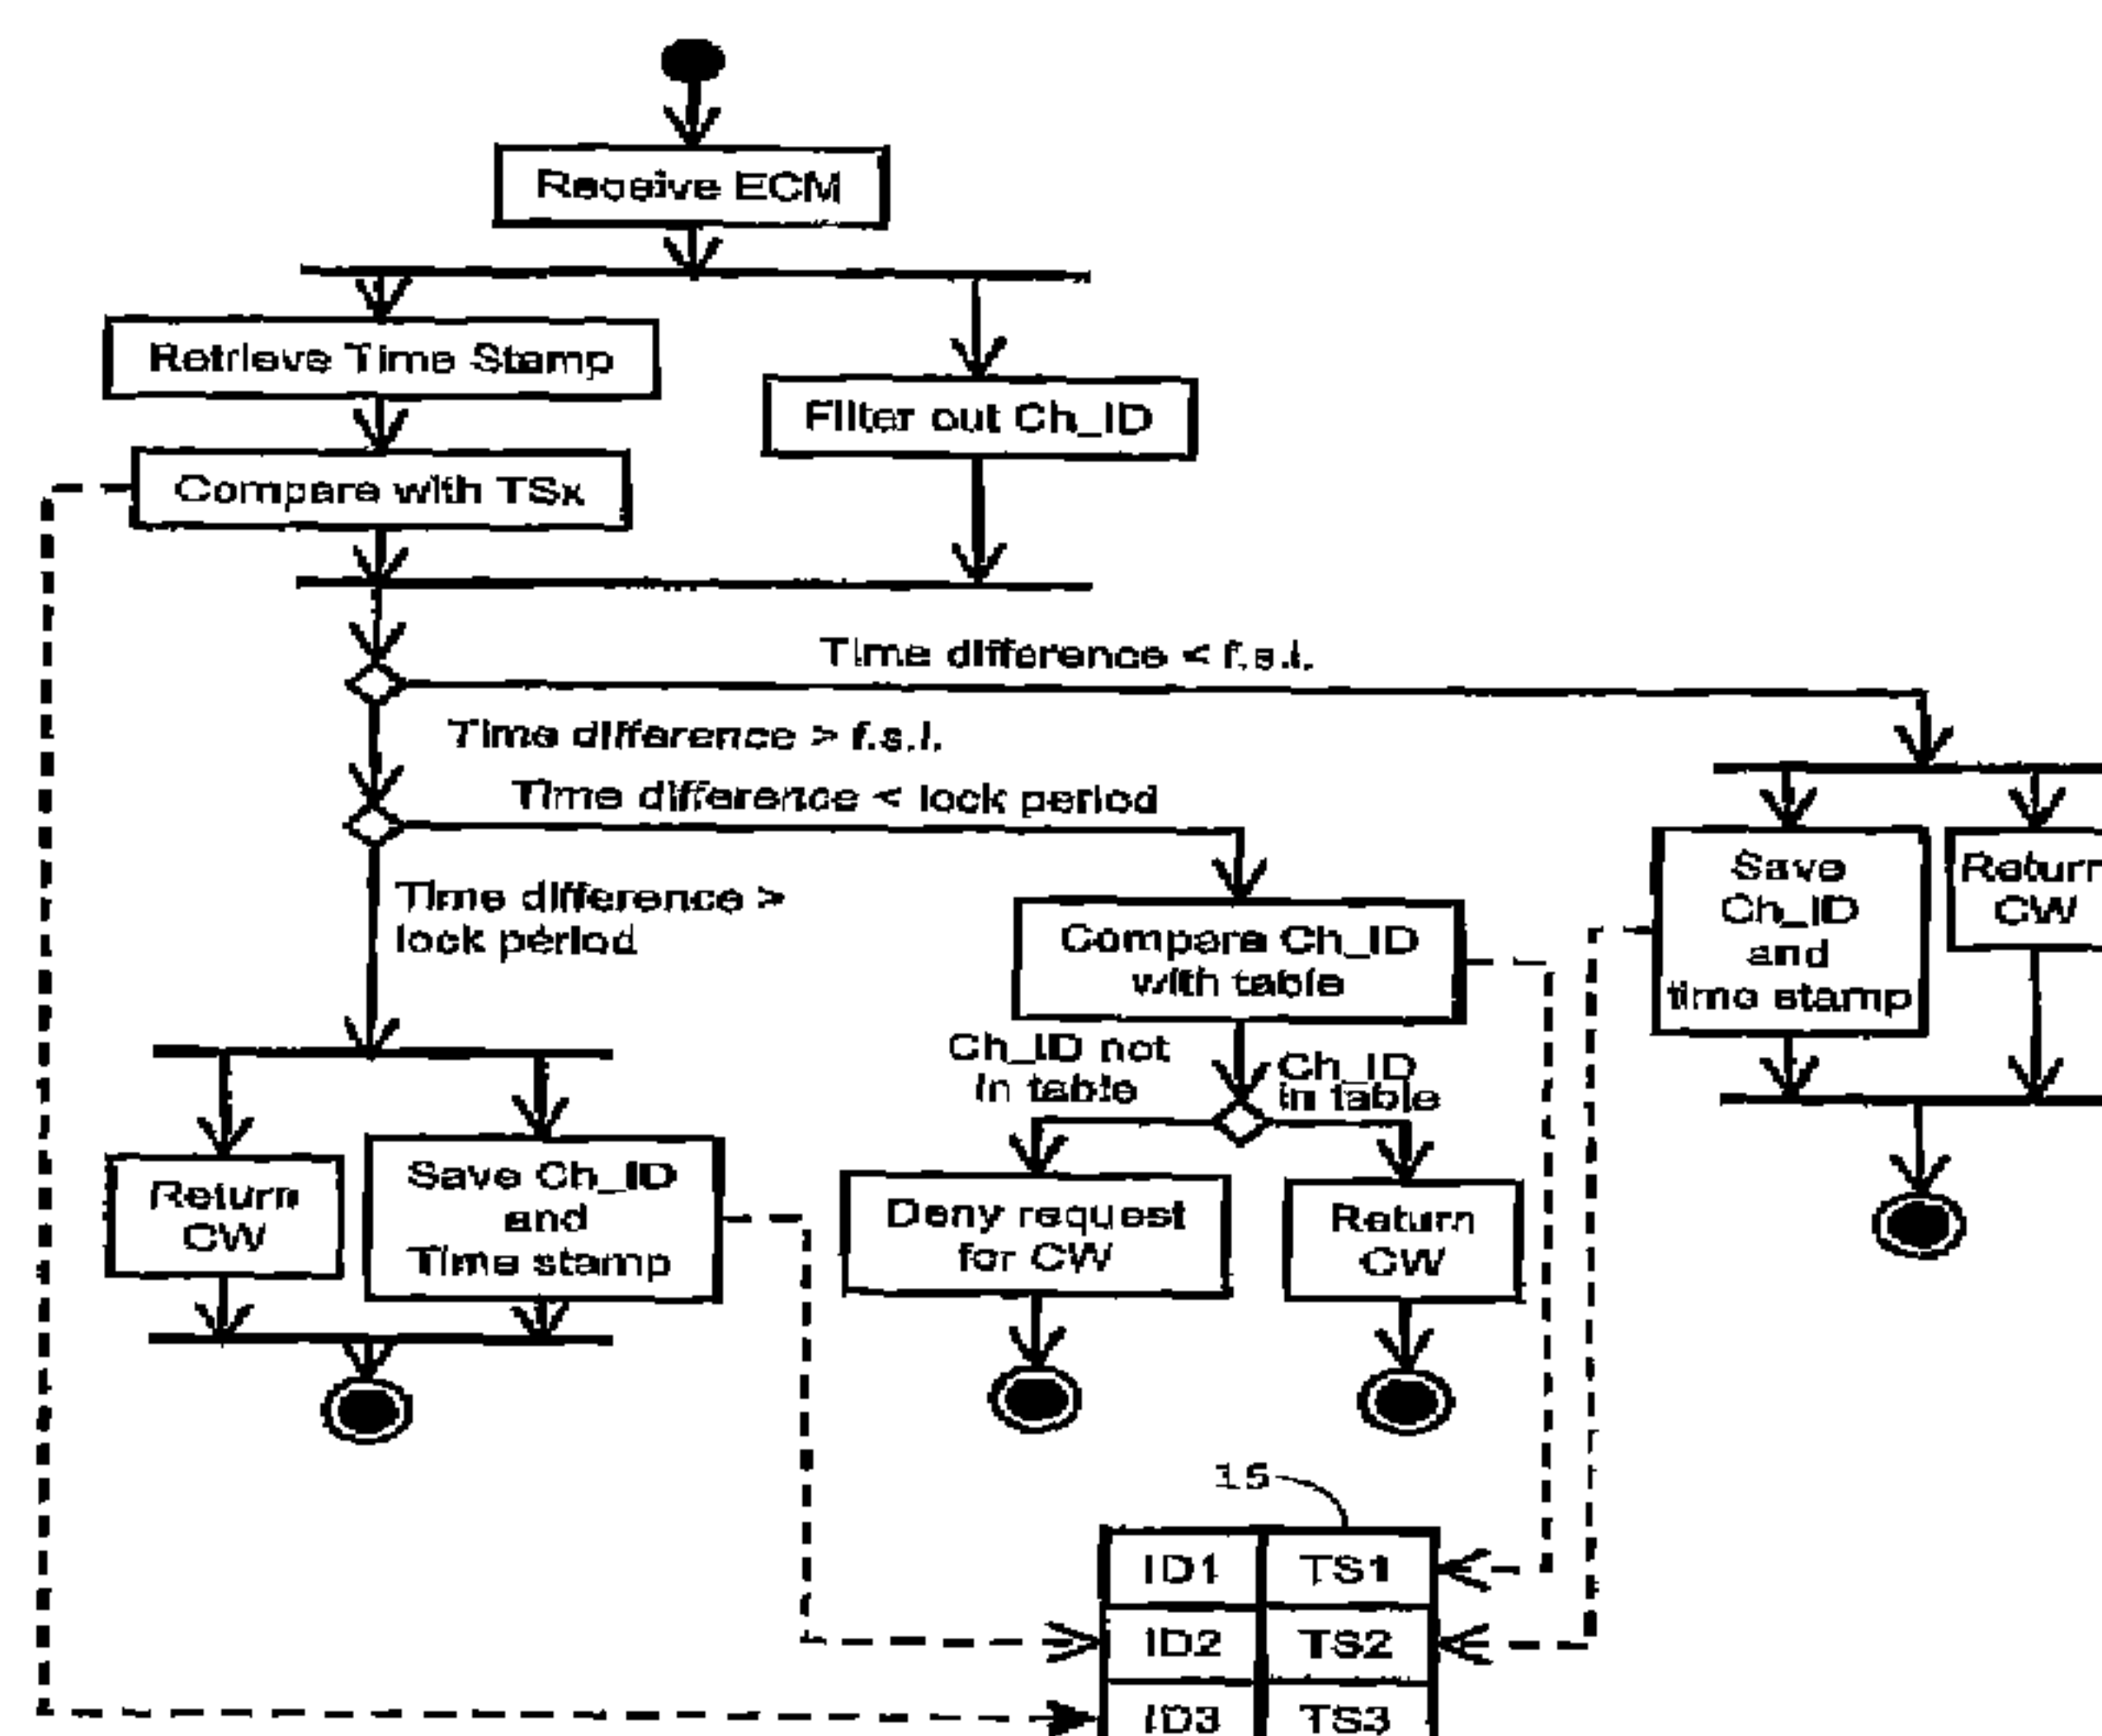 Receive ECM
Retrieve Time Stamp
Filter out Ch_ID
Compare with TSx
Time difference < f.s.l.
Time difference > f.s.l.
Time difference < lock period
Time difference >
lock period
Compare Ch_ID
with table
Save
Ch_ID
and
time stamp
Return
CW
Ch_ID not
in table
Ch_ID
in table
Return
CW
Save Ch_ID
and
Time stamp
Deny request
for CW
Return
CW
15
ID1 TS1
ID2 TS2
ID3 TS3